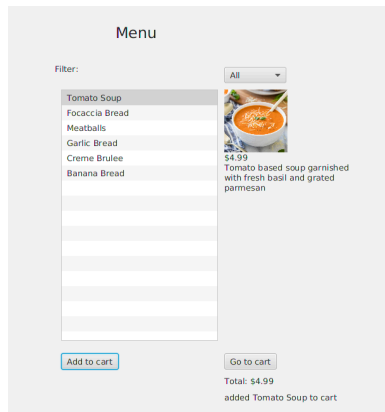 Menu
Filter:
All
Tomato Soup
Focaccia Bread
Meatballs
Garlic Bread
Creme Brulee
Banana Bread
$4.99
Tomato based soup garnished
with fresh basil and grated
parmesan
Add to cart
Go to cart
Total: $4.99
added Tomato Soup to cart